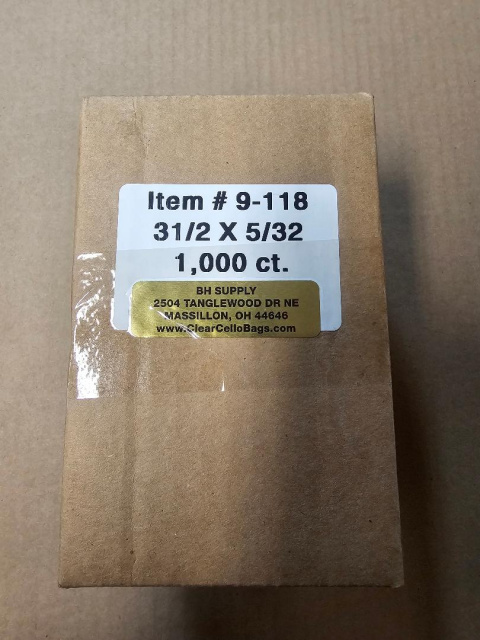 Item # 9-118
31/2 X 5/32
1,000 ct.
BH SUPPLY
2504 TANGLEWOOD DR NE
MASSILLON, OH 44646
www.ClearCelloBags.com